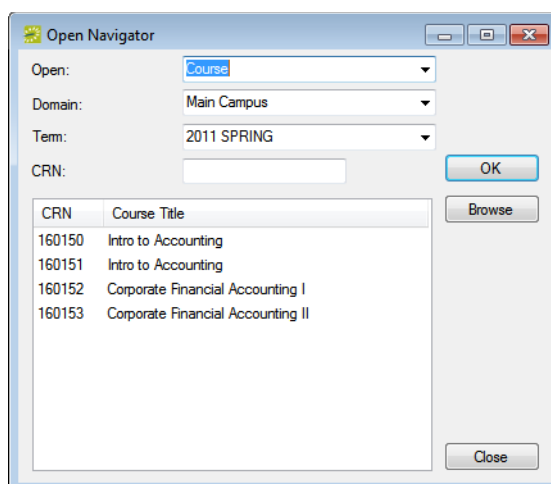 Open Navigator
Open: Course
Domain: Main Campus
Term: 2011 SPRING
CRN: OK
Browse
CRN Course Title
160150 Intro to Accounting
160151 Intro to Accounting
160152 Corporate Financial Accounting I
160153 Corporate Financial Accounting II
Close